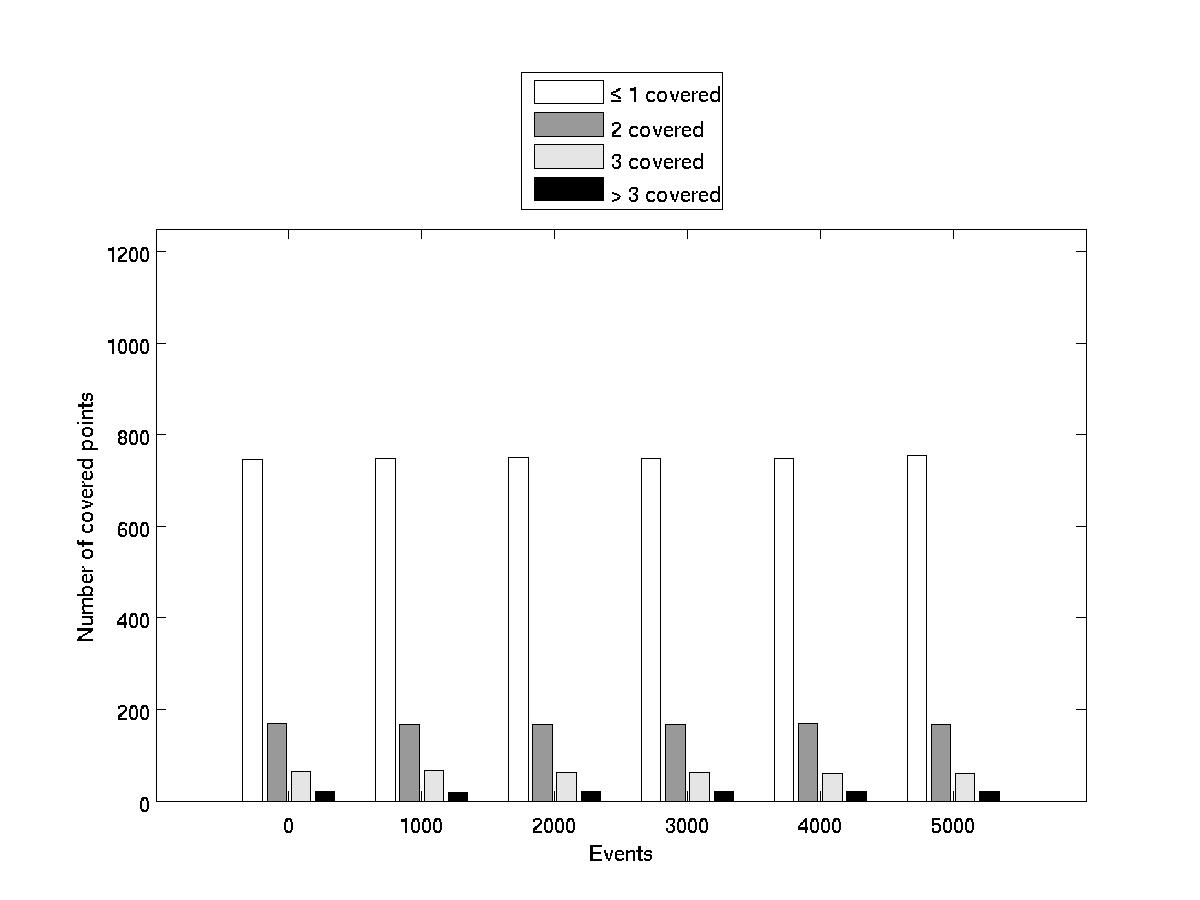 ≤ 1 covered
2 covered
3 covered
> 3 covered
1200
1000
800
600
400
200
0
Number of covered points
0 1000 2000 3000 4000 5000
Events